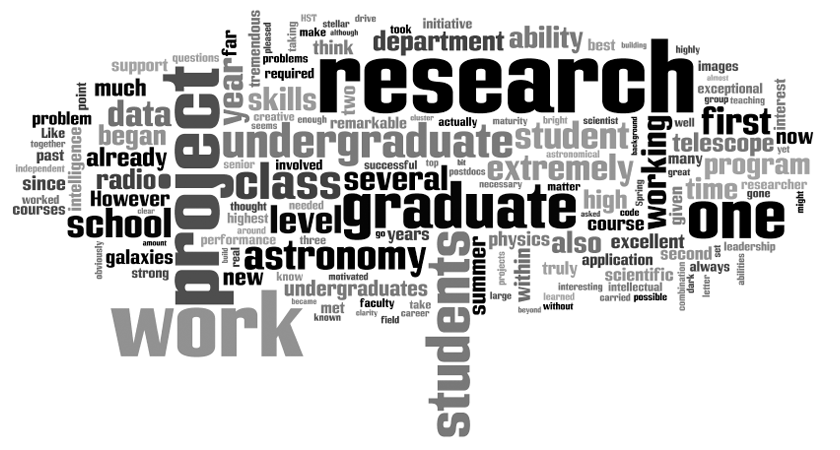 HST
stellar
drive
took
initiative
tremendous
pleased
taking
make
although
department
ability
best
building
highly
far
think
support
questions
problems
required
research
images
almost
exceptional
group
teaching
interest
point
much
year
skills
two
data
project
creative
enough
remarkable
cluster
actually
maturity
bright
scientist
background
well
first
now
yet
problem
Like
together
began
seems
undergraduate
student
working
telescope
past
intelligence
already
independent
senior
involved
successful
top
bit
postdocs
astronomical
extremely
many
great
program
since
radio
class
several
necessary
matter
Spring
time
researcher
gone
might
worked
courses
However
clear
thought
needed
graduate
high
asked
code
given
one
school
highest
level
around
course
amount
performance
three
go
years
physics
also
excellent
second
set
leadership
obviously
galaxies
strong
build
real
astronomy
students
summer
projects
within
application
truly
scientific
always
abilities
new
know
motivated
undergraduates
interesting
intellectual
combination
dark
letter
work
became
met
known
faculty
clarity
field
take
career
large
learned
beyond
without
carried
possible